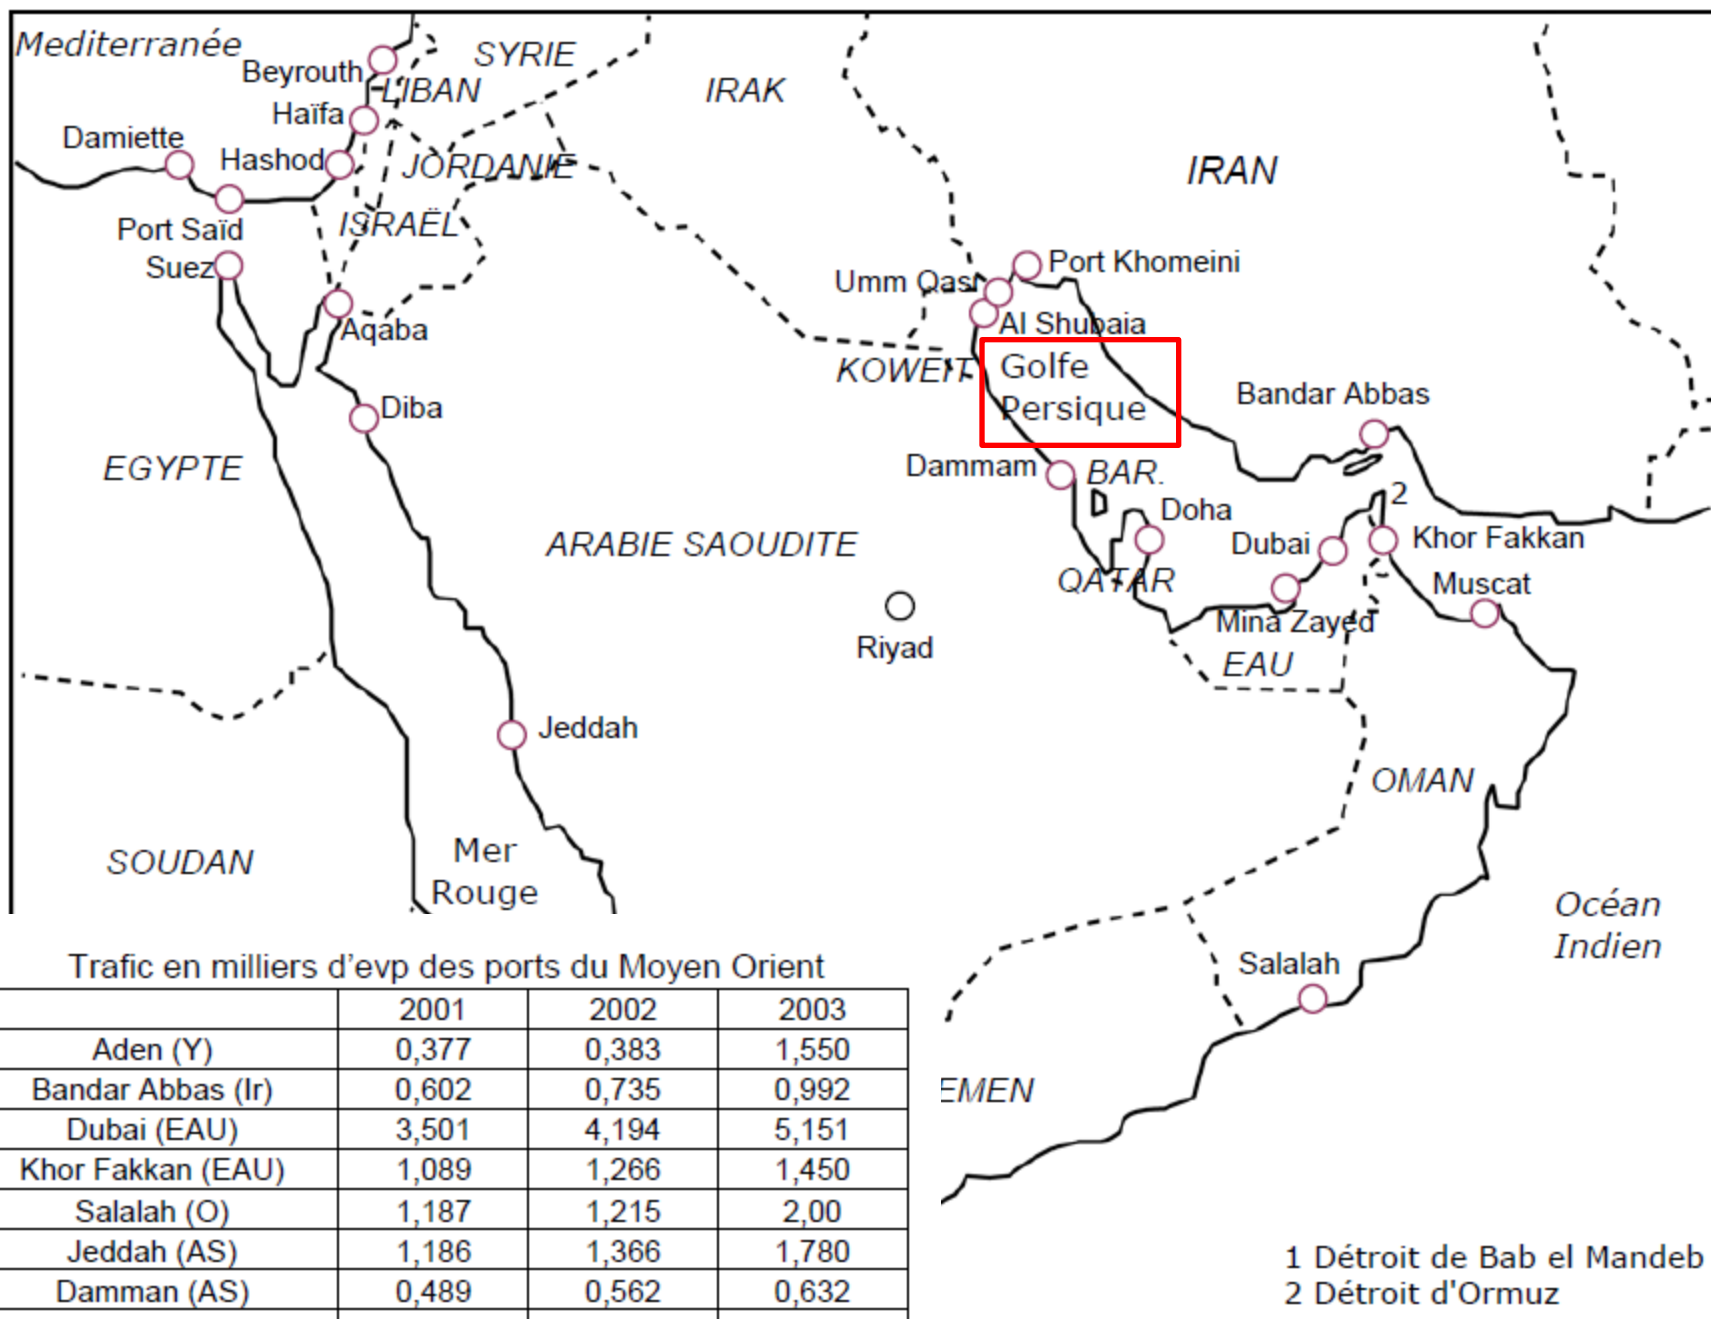 Mediterranée
SYRIE
Beyrouth
LIBAN
IRAK
Haïfa
Damiette
Hashod
JORDANIE
IRAN
ISRAËL
Port Saïd
Suez
Port Khomeini
Umm Qasr
Aqaba
Al Shubaia
KOWEIT
Golfe
Persique
Diba
Bandar Abbas
EGYPTE
Dammam
BAR.
2
Doha
ARABIE SAOUDITE
Dubai
Khor Fakkan
QATAR
Muscat
Mina Zayed
Riyad
EAU
Jeddah
OMAN
SOUDAN
Mer
Rouge
Océan
Indien
Salalah
EMEN
Trafic en milliers d'evp des ports du Moyen Orient
2001 2002 2003
Aden (Y) 0,377 0,383 1,550
Bandar Abbas (Ir) 0,602 0,735 0,992
Dubai (EAU) 3,501 4,194 5,151
Khor Fakkan (EAU) 1,089 1,266 1,450
Salalah (O) 1,187 1,215 2,00
Jeddah (AS) 1,186 1,366 1,780
Damman (AS) 0,489 0,562 0,632
1 Détroit de Bab el Mandeb
2 Détroit d'Ormuz